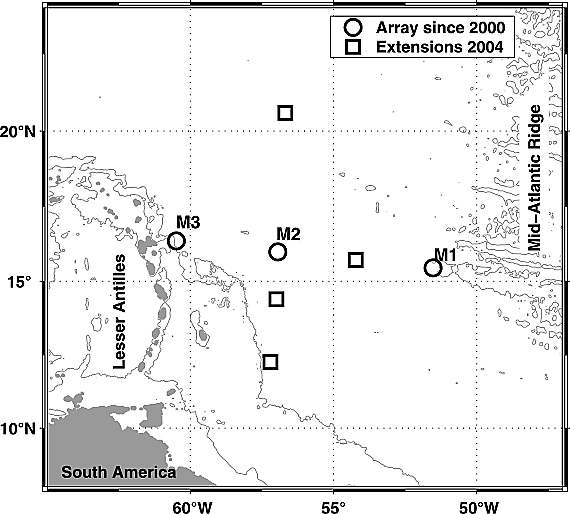 Array since 2000
Extensions 2004
Mid–Atlantic Ridge
20°N
M3
M2
M1
15°
Lesser Antilles
10°N
South America
60°W
55°
50°W